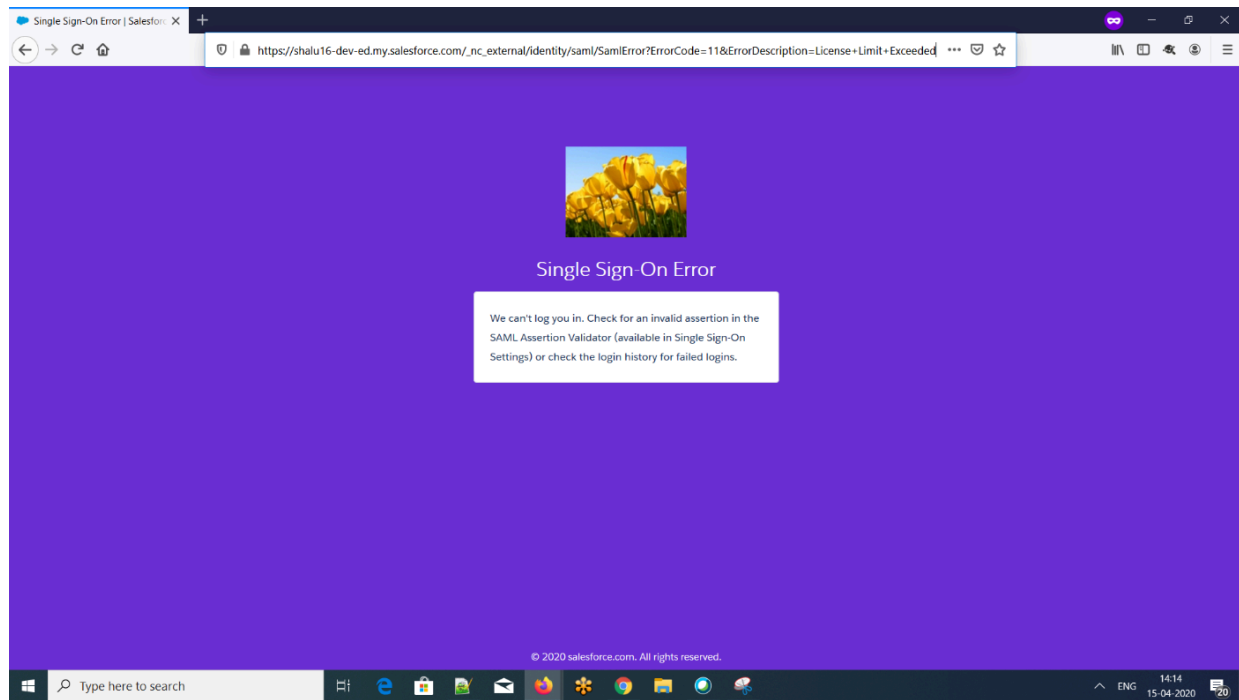 Single Sign-On Error | Salesforc
https://shalu16-dev-ed.my.salesforce.com/_nc_external/identity/saml/SamlError?ErrorCode=11&ErrorDescription=License+Limit+Exceeded
Single Sign-On Error
We can't log you in. Check for an invalid assertion in the
SAML Assertion Validator (available in Single Sign-On
Settings) or check the login history for failed logins.
© 2020 salesforce.com. All rights reserved.
Type here to search
ENG
14:14
15-04-2020
20